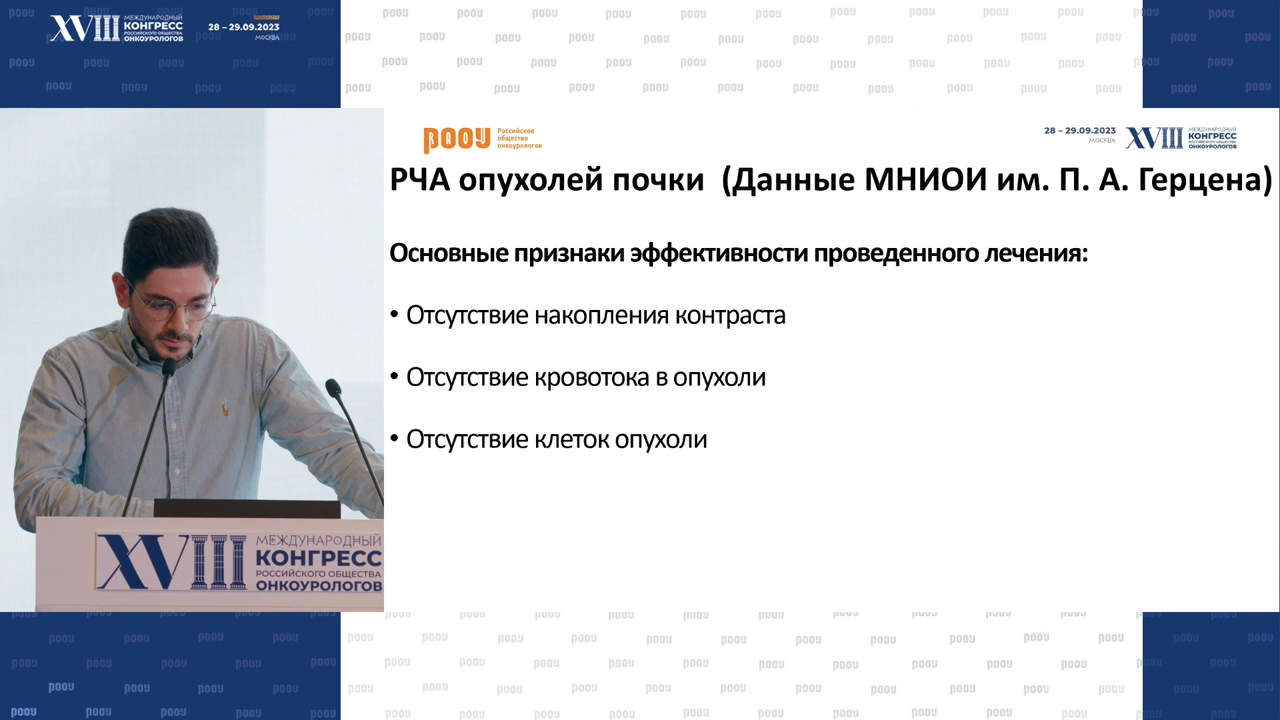 XVIII
МЕЖДУНАРОДНЫЙ
КОНГРЕСС
РОССИЙСКОГО ОБЩЕСТВА
ОНКОУРОЛОГОВ
28 – 29.09.2023
МОСКВА
РООУ
Российское
общество
онкоурологов
28 – 29.09.2023
МОСКВА
XVIII
МЕЖДУНАРОДНЫЙ
КОНГРЕСС
РОССИЙСКОГО ОБЩЕСТВА
ОНКОУРОЛОГОВ
РЧА опухолей почки (Данные МНИОИ им. П. А. Герцена)
Основные признаки эффективности проведенного лечения:
• Отсутствие накопления контраста
• Отсутствие кровотока в опухоли
• Отсутствие клеток опухоли
XVIII
МЕЖДУНАРОДНЫЙ
КОНГРЕСС
РОССИЙСКОГО ОБЩЕСТВА
ОНКОУРОЛОГОВ